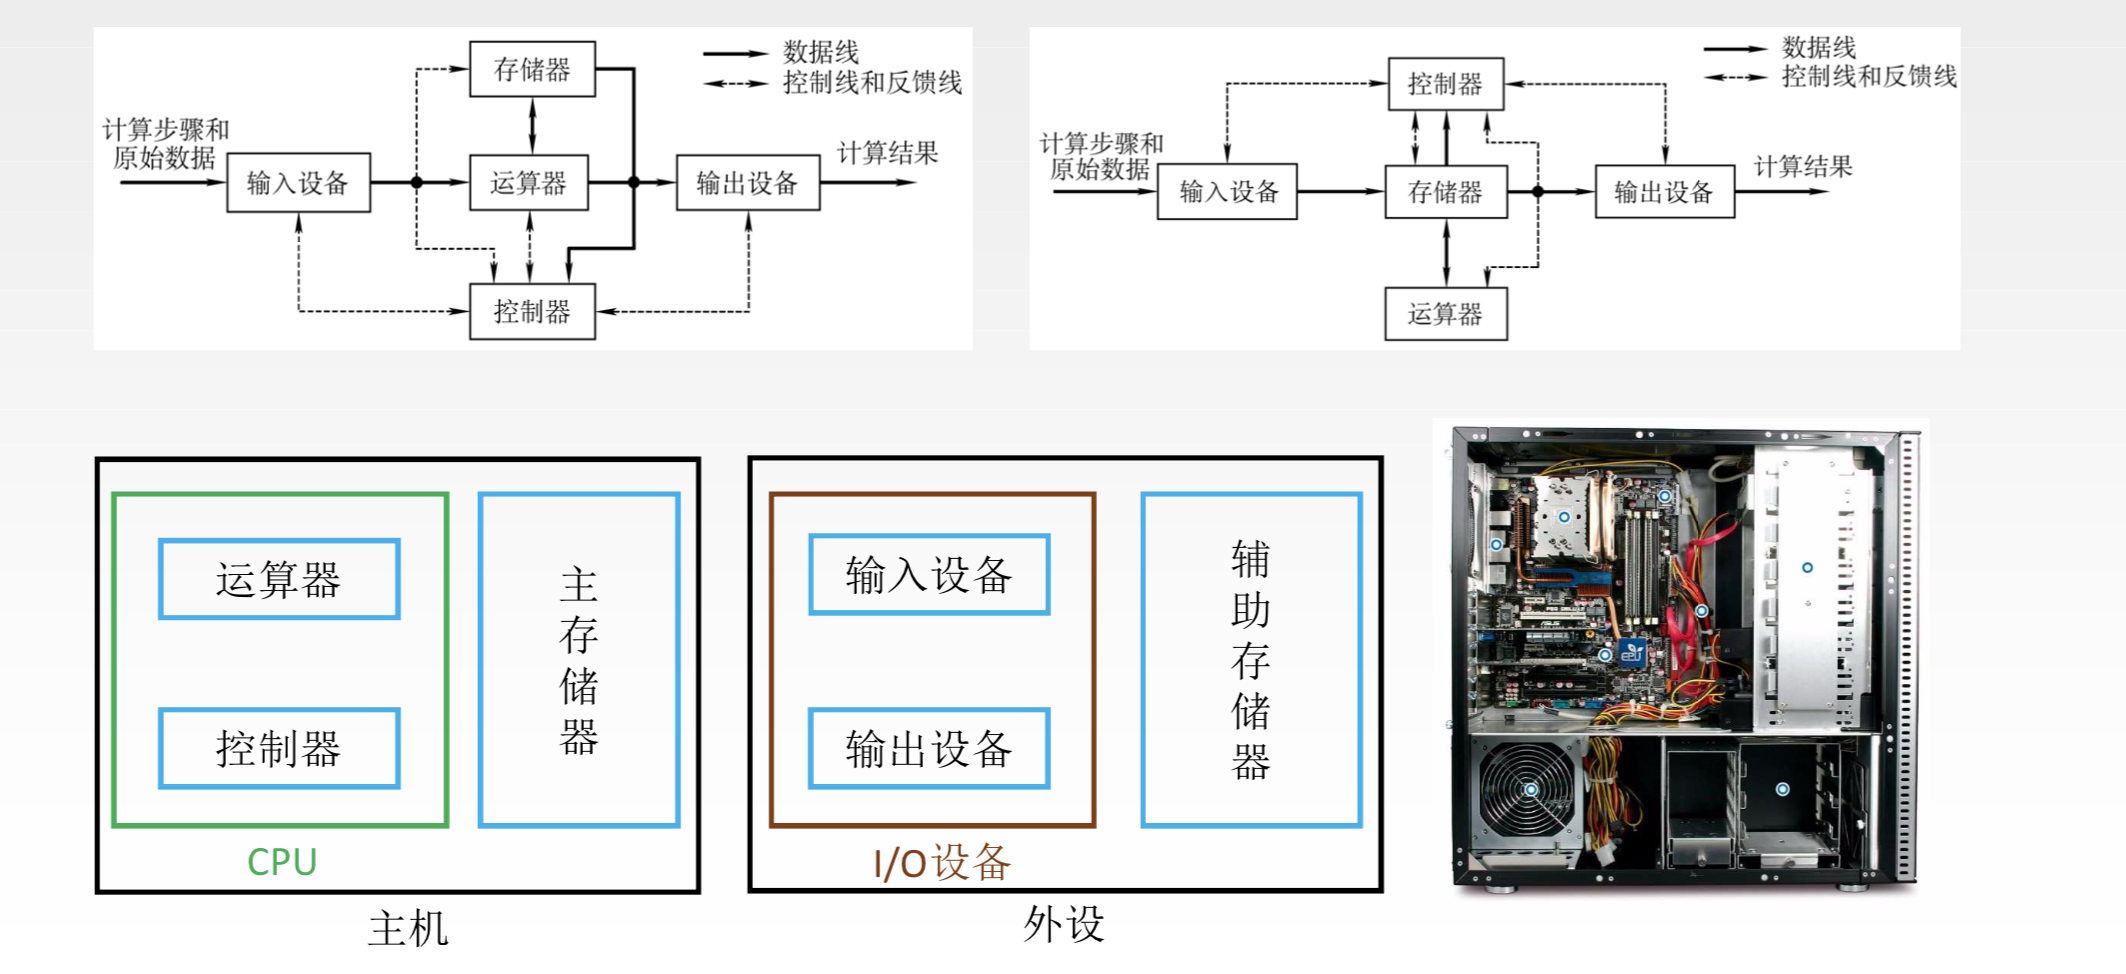 存储器
数据线
控制线和反馈线
计算步骤和
原始数据
输入设备
运算器
输出设备
计算结果
控制器
控制器
数据线
控制线和反馈线
计算步骤和
原始数据
输入设备
存储器
输出设备
计算结果
运算器
运算器
控制器
CPU
主存储器
主机
输入设备
输出设备
I/O设备
辅助存储器
外设
EPU